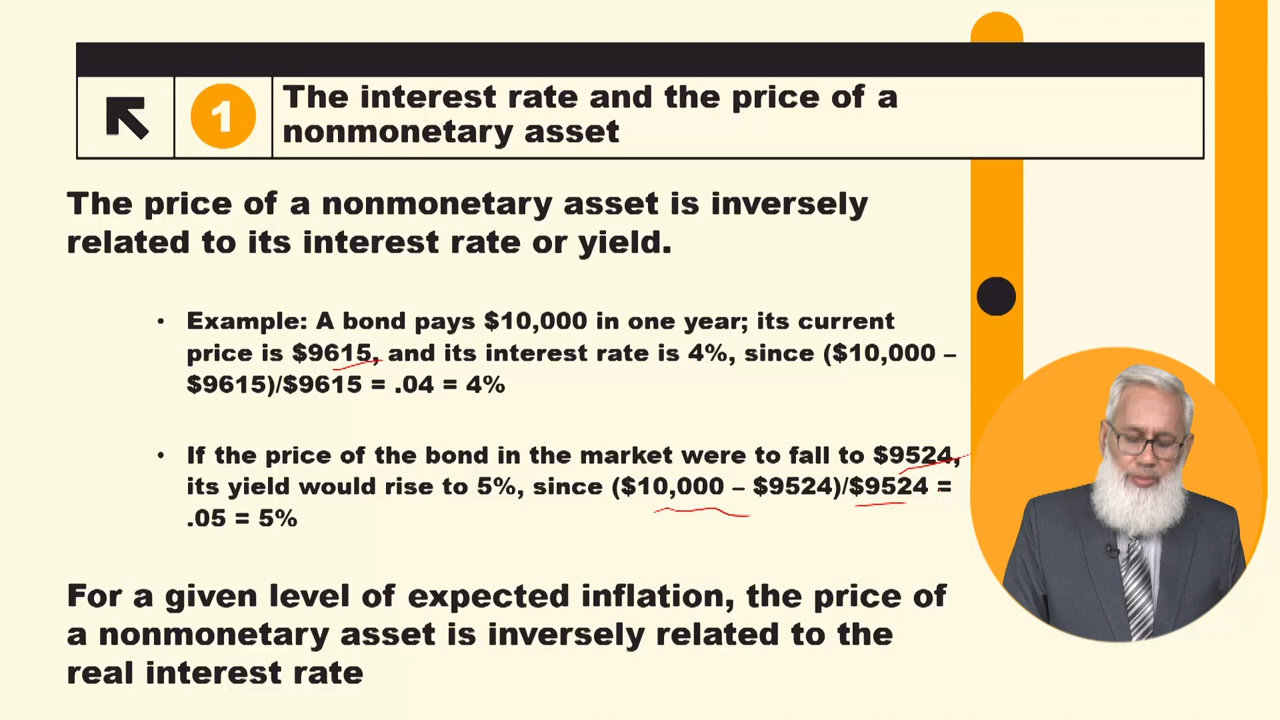 1
The interest rate and the price of a
nonmonetary asset
The price of a nonmonetary asset is inversely
related to its interest rate or yield.
• Example: A bond pays $10,000 in one year; its current
price is $9615, and its interest rate is 4%, since ($10,000 –
$9615)/$9615 = .04 = 4%
• If the price of the bond in the market were to fall to $9524,
its yield would rise to 5%, since ($10,000 – $9524)/$9524 =
.05 = 5%
For a given level of expected inflation, the price of
a nonmonetary asset is inversely related to the
real interest rate